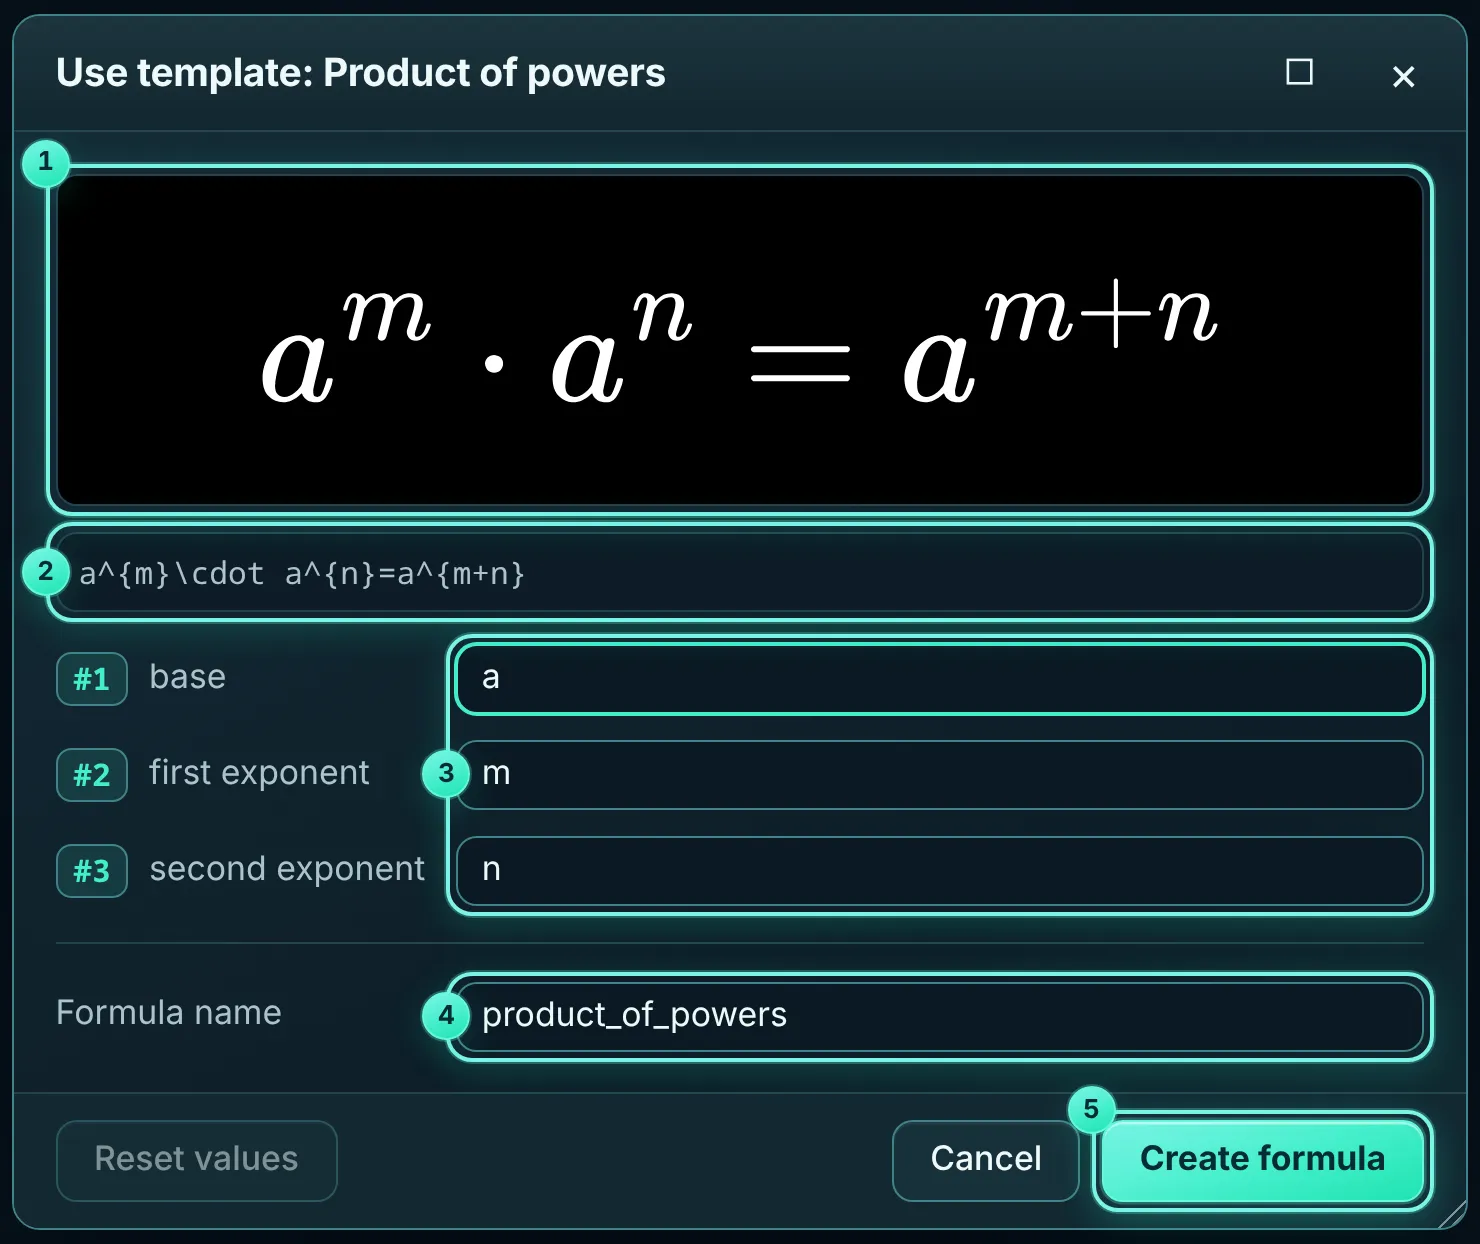 Use template: Product of powers
1
a^m · a^n = a^{m+n}
2
a^{m}\cdot a^{n}=a^{m+n}
#1 base a
#2 first exponent 3 m
#3 second exponent n
Formula name 4 product_of_powers
5
Reset values Cancel Create formula